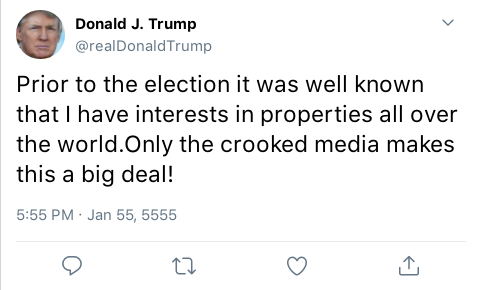 Donald J. Trump
@realDonaldTrump
Prior to the election it was well known
that I have interests in properties all over
the world.Only the crooked media makes
this a big deal!
5:55 PM · Jan 55, 5555